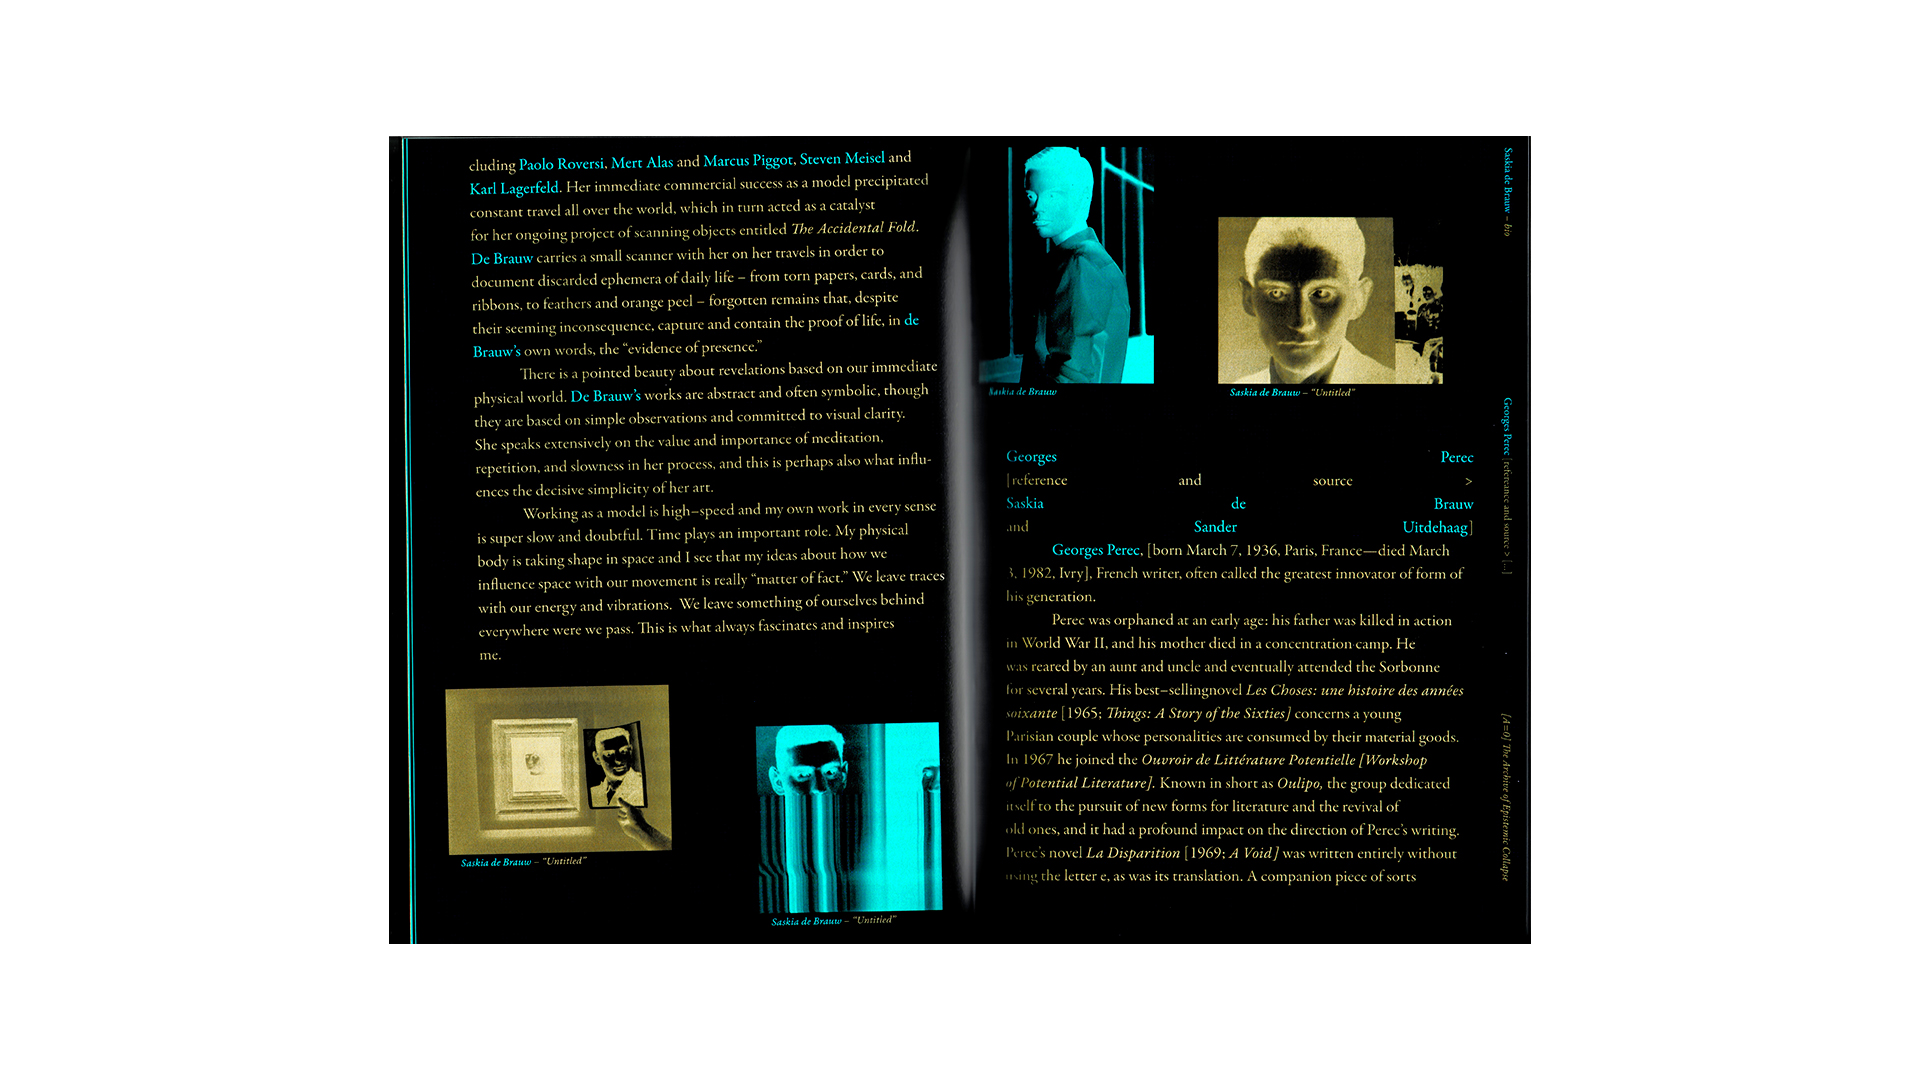 cluding Paolo Roversi, Mert Alas and Marcus Piggot, Steven Meisel and
Karl Lagerfeld. Her immediate commercial success as a model precipitated
constant travel all over the world, which in turn acted as a catalyst
for her ongoing project of scanning objects entitled The Accidental Fold.
De Brauw carries a small scanner with her on her travels in order to
document discarded ephemera of daily life – from torn papers, cards, and
ribbons, to feathers and orange peel – forgotten remains that, despite
their seeming inconsequence, capture and contain the proof of life, in de
Brauw's own words, the “evidence of presence.”
There is a pointed beauty about revelations based on our immediate
physical world. De Brauw's works are abstract and often symbolic, though
they are based on simple observations and committed to visual clarity.
She speaks extensively on the value and importance of meditation,
repetition, and slowness in her process, and this is perhaps also what influ-
ences the decisive simplicity of her art.
Working as a model is high–speed and my own work in every sense
is super slow and doubtful. Time plays an important role. My physical
body is taking shape in space and I see that my ideas about how we
influence space with our movement is really “matter of fact.” We leave traces
with our energy and vibrations. We leave something of ourselves behind
everywhere were we pass. This is what always fascinates and inspires
me.
Saskia de Brauw – "Untitled"
Saskia de Brauw – "Untitled"
Saskia de Brauw
Saskia de Brauw – "Untitled"
Georges Perec
[reference and source >
Saskia de Brauw
and Sander Uitdehaag]
Georges Perec, [born March 7, 1936, Paris, France—died March
3, 1982, Ivry], French writer, often called the greatest innovator of form of
his generation.
Perec was orphaned at an early age: his father was killed in action
in World War II, and his mother died in a concentration camp. He
was reared by an aunt and uncle and eventually attended the Sorbonne
for several years. His best–sellingnovel Les Choses: une histoire des années
soixante [1965; Things: A Story of the Sixties] concerns a young
Parisian couple whose personalities are consumed by their material goods.
In 1967 he joined the Ouvroir de Littérature Potentielle [Workshop
of Potential Literature]. Known in short as Oulipo, the group dedicated
itself to the pursuit of new forms for literature and the revival of
old ones, and it had a profound impact on the direction of Perec's writing.
Perec's novel La Disparition [1969; A Void] was written entirely without
using the letter e, as was its translation. A companion piece of sorts
Saskia de Brauw – bio
Georges Perec [refereance and source > [...]
[A=0] The Archive of Epistemic Collapse